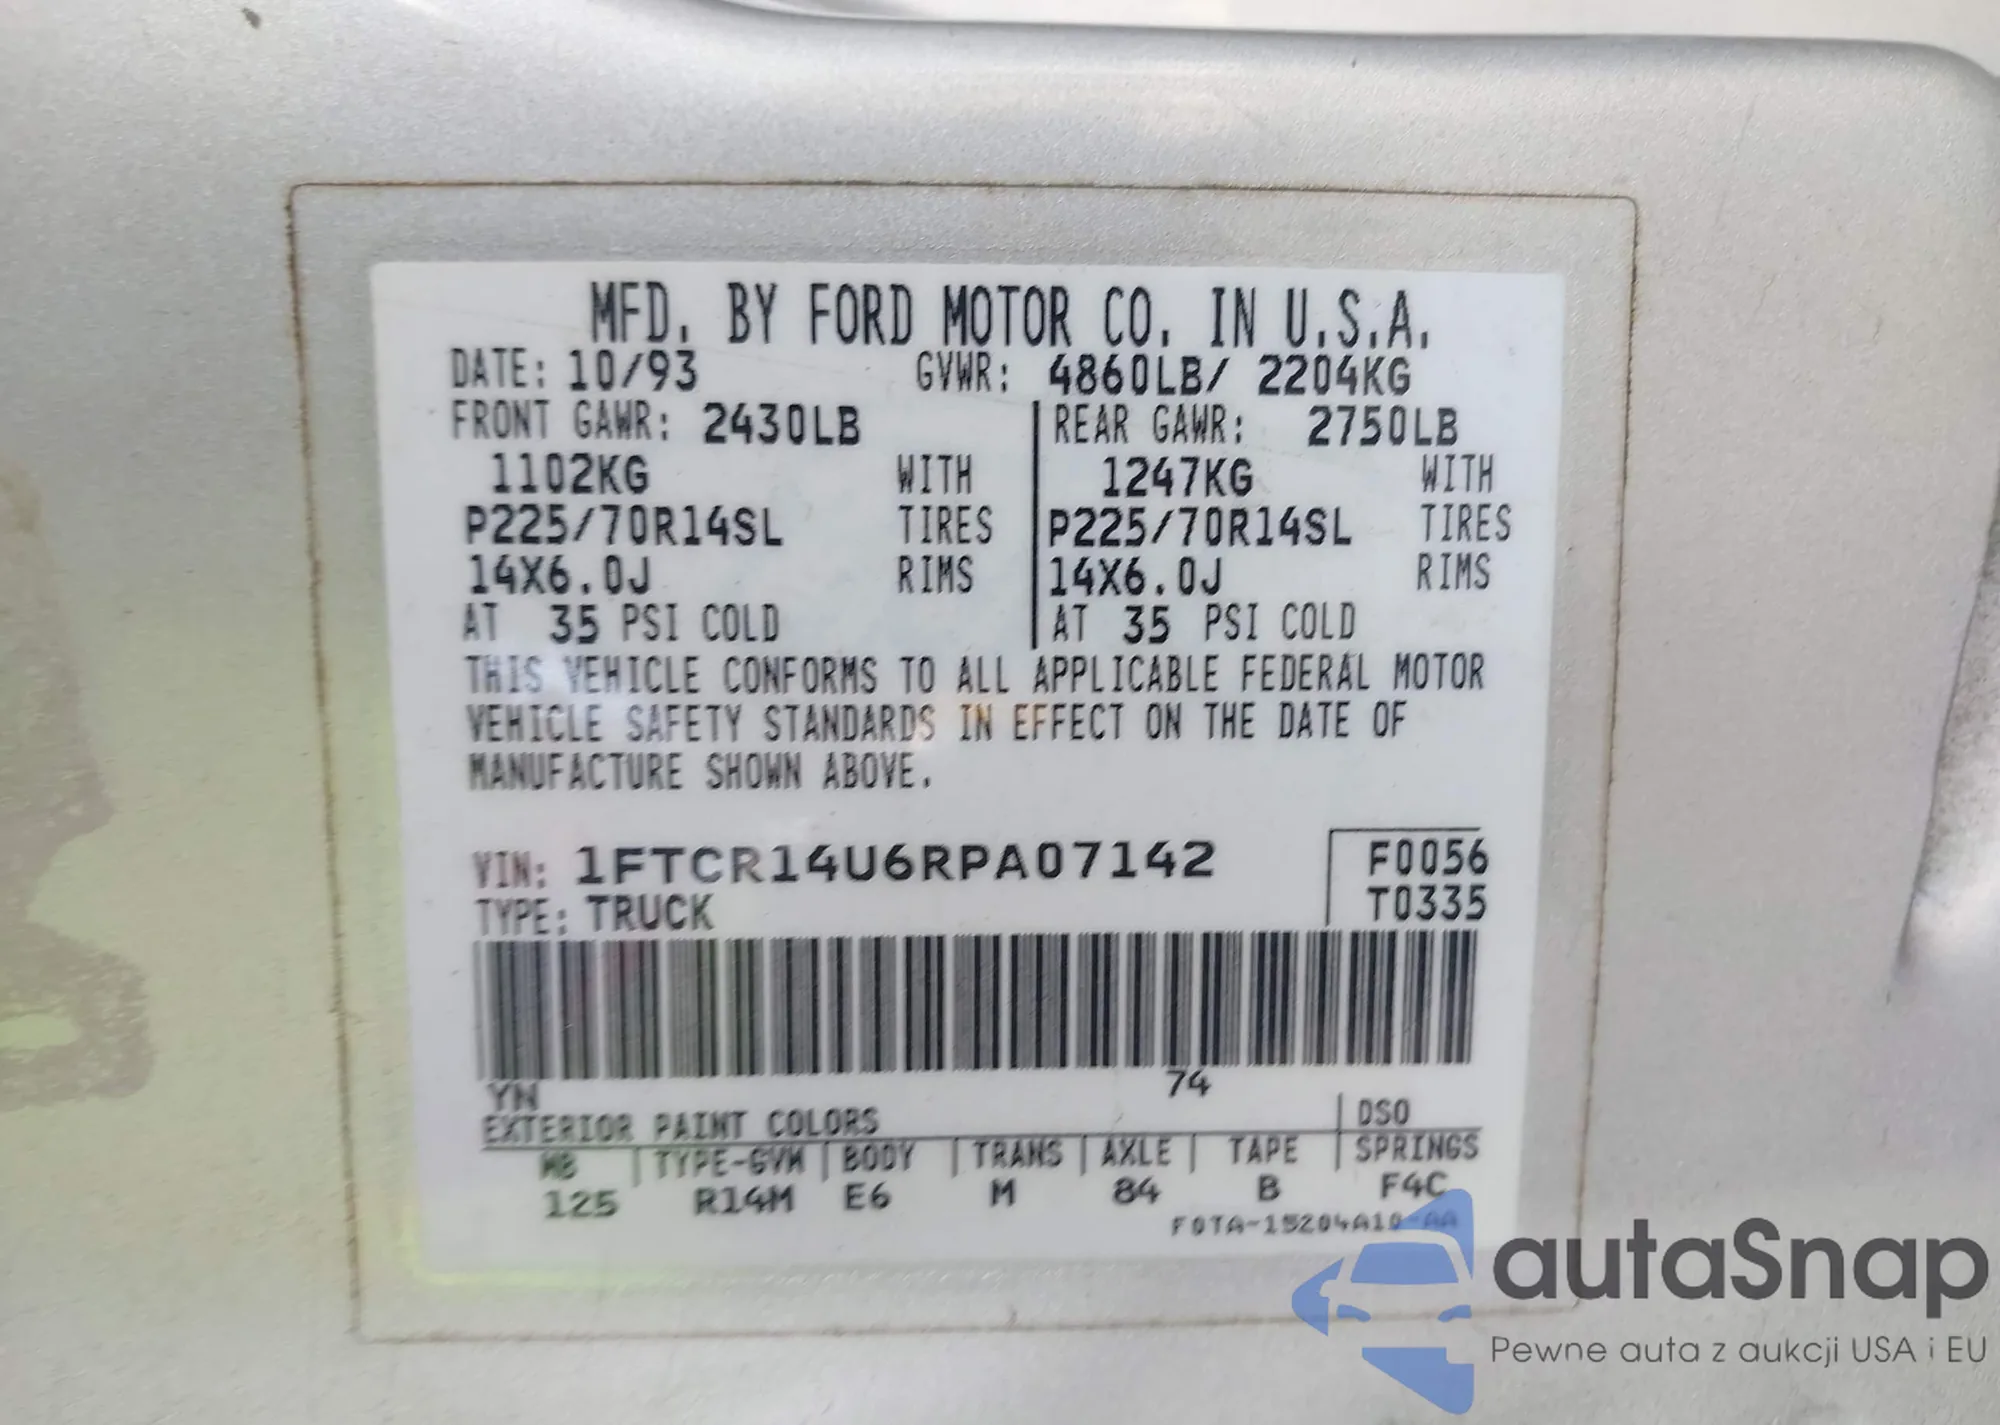 MFD. BY FORD MOTOR CO. IN U.S.A.
DATE: 10/93 GVWR: 4860LB/ 2204KG
FRONT GAWR: 2430LB REAR GAWR: 2750LB
1102KG WITH 1247KG WITH
P225/70R14SL TIRES P225/70R14SL TIRES
14X6.0J RIMS 14X6.0J RIMS
AT 35 PSI COLD AT 35 PSI COLD
THIS VEHICLE CONFORMS TO ALL APPLICABLE FEDERAL MOTOR
VEHICLE SAFETY STANDARDS IN EFFECT ON THE DATE OF
MANUFACTURE SHOWN ABOVE.
VIN: 1FTCR14U6RPA07142 F0056
TYPE: TRUCK T0335
YN 74
EXTERIOR PAINT COLORS DSO
WB TYPE-GVW BODY TRANS AXLE TAPE SPRINGS
125 R14M E6 M 84 B F4C
F0TA-15204A10-AA
autaSnap
Pewne auta z aukcji USA i EU